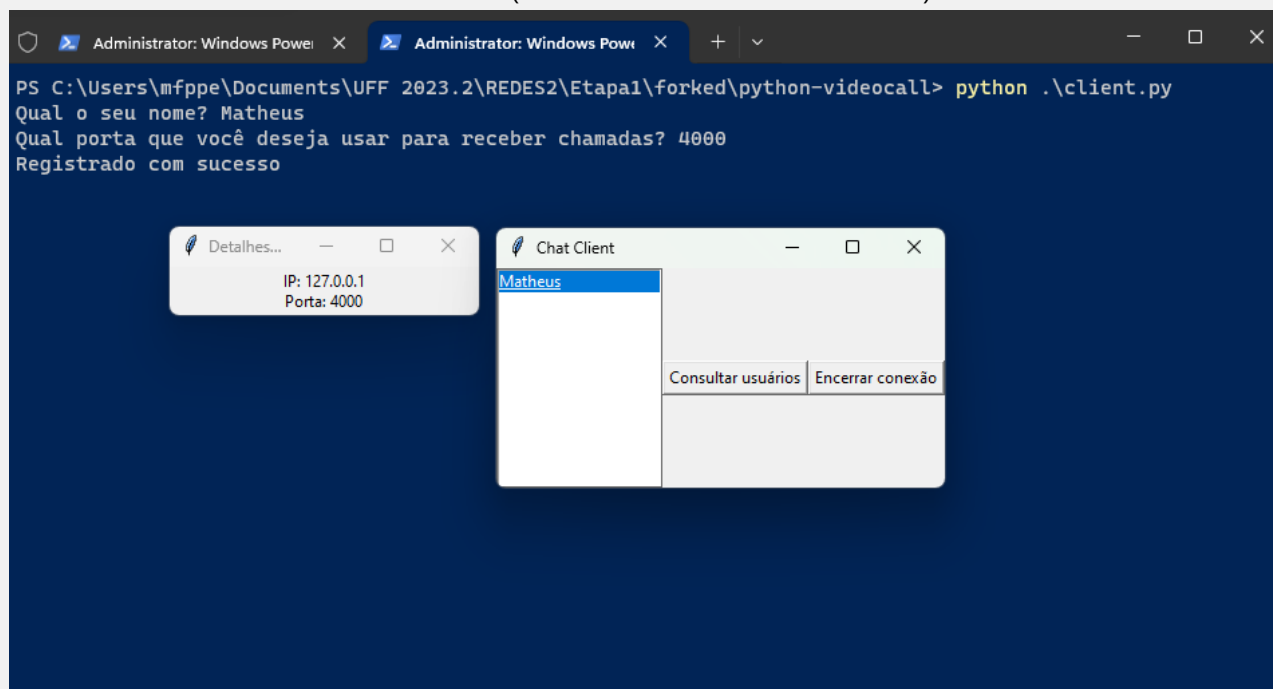 Administrator: Windows Power
Administrator: Windows Powe
PS C:\Users\mfppe\Documents\UFF 2023.2\REDES2\Etapa1\forked\python-videocall> python .\client.py
Qual o seu nome? Matheus
Qual porta que você deseja usar para receber chamadas? 4000
Registrado com sucesso
Detalhes...
IP: 127.0.0.1
Porta: 4000
Chat Client
Matheus
Consultar usuários
Encerrar conexão